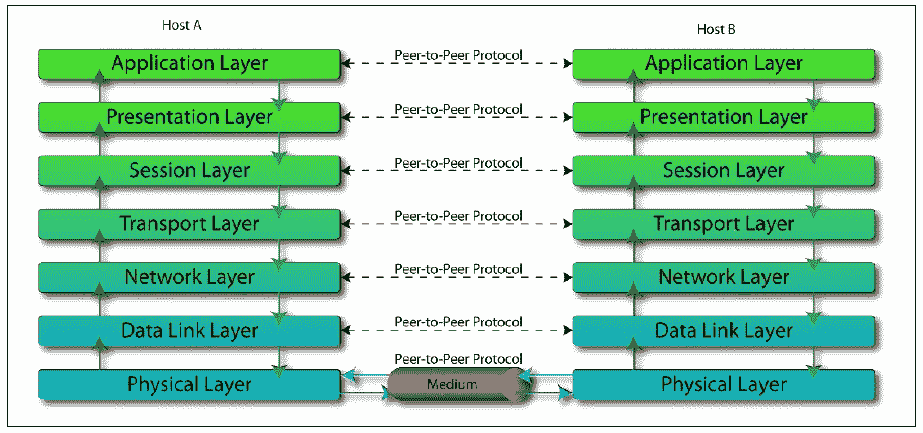 Host A
Host B
Application Layer
Peer-to-Peer Protocol
Application Layer
Presentation Layer
Peer-to-Peer Protocol
Presentation Layer
Session Layer
Peer-to-Peer Protocol
Session Layer
Transport Layer
Peer-to-Peer Protocol
Transport Layer
Network Layer
Peer-to-Peer Protocol
Network Layer
Data Link Layer
Peer-to-Peer Protocol
Data Link Layer
Peer-to-Peer Protocol
Physical Layer
Medium
Physical Layer